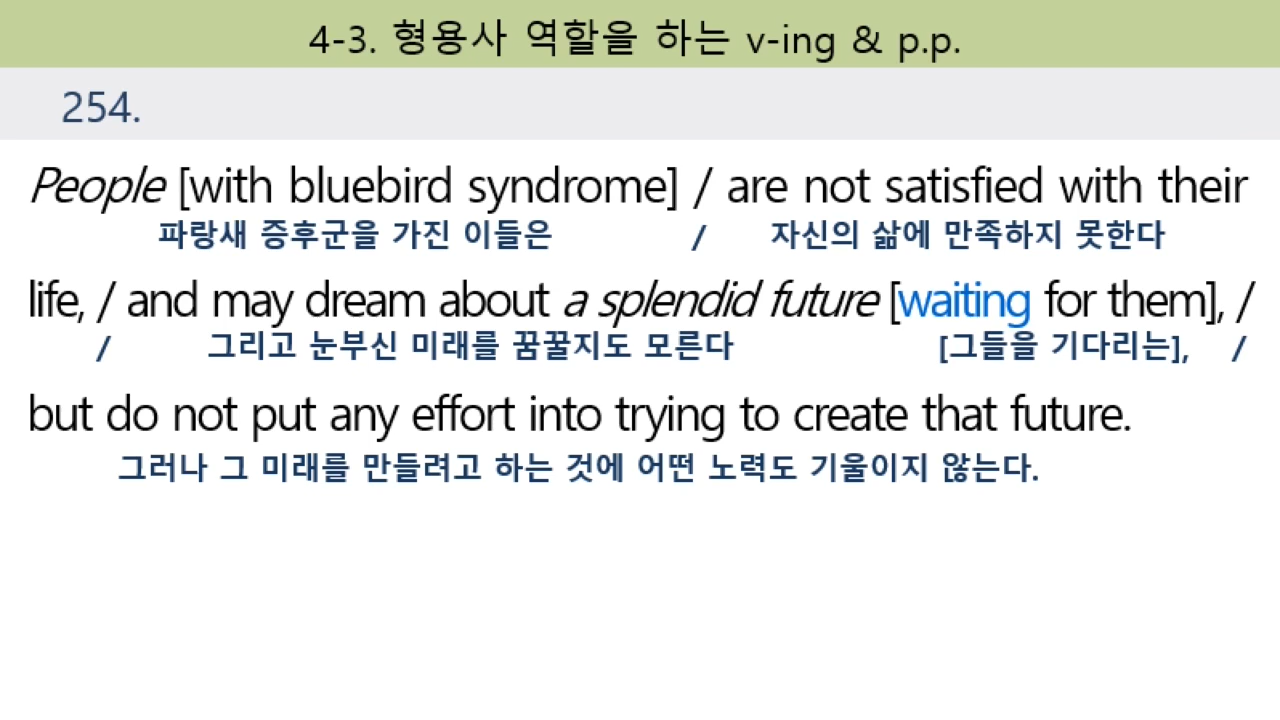 4-3. 형용사 역할을 하는 v-ing & p.p.
254.
People [with bluebird syndrome] / are not satisfied with their
파랑새 증후군을 가진 이들은 / 자신의 삶에 만족하지 못한다
life, / and may dream about a splendid future [waiting for them], /
/ 그리고 눈부신 미래를 꿈꿀지도 모른다 [그들을 기다리는], /
but do not put any effort into trying to create that future.
그러나 그 미래를 만들려고 하는 것에 어떤 노력도 기울이지 않는다.